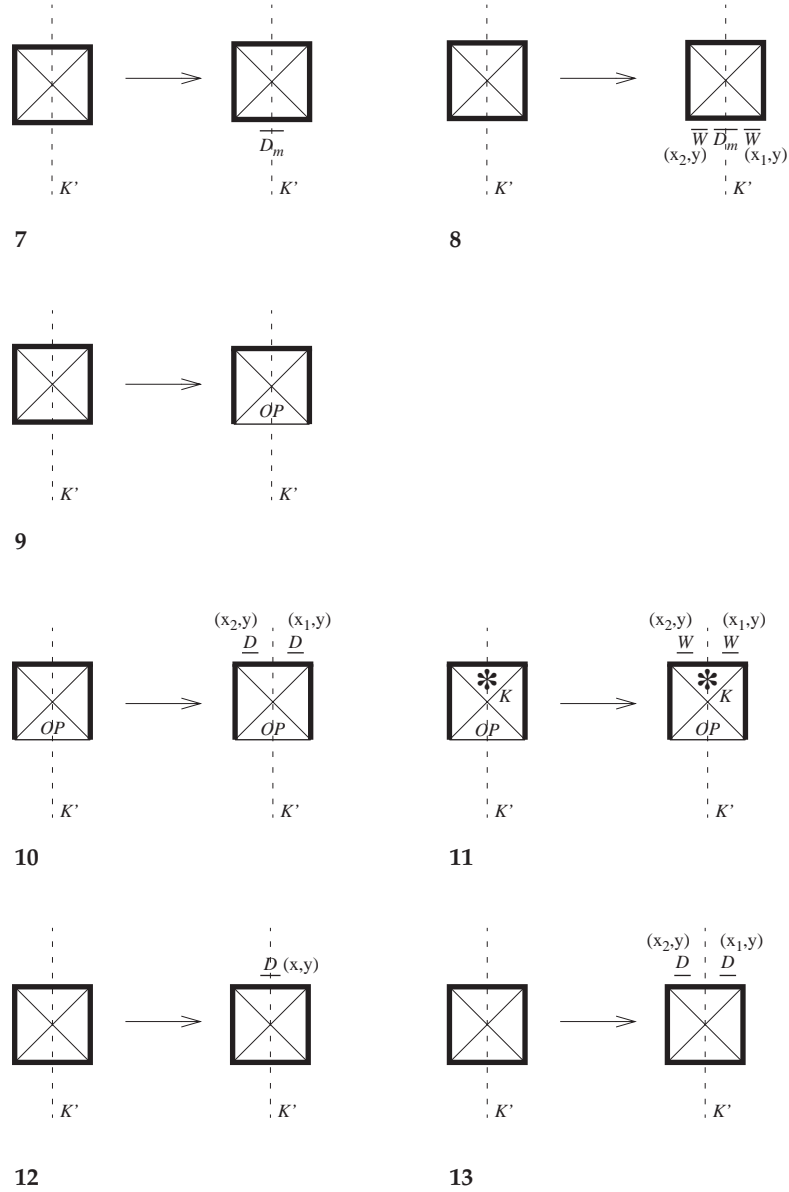 D_m
W D_m W
(x_2,y) (x_1,y)
K' K' K' K'
7 8
OP
K' K'
9
(x_2,y) (x_1,y) (x_2,y) (x_1,y)
D D W W
K K
OP OP OP OP
K' K' K' K'
10 11
(x_2,y) (x_1,y)
D (x,y) D D
K' K' K' K'
12 13